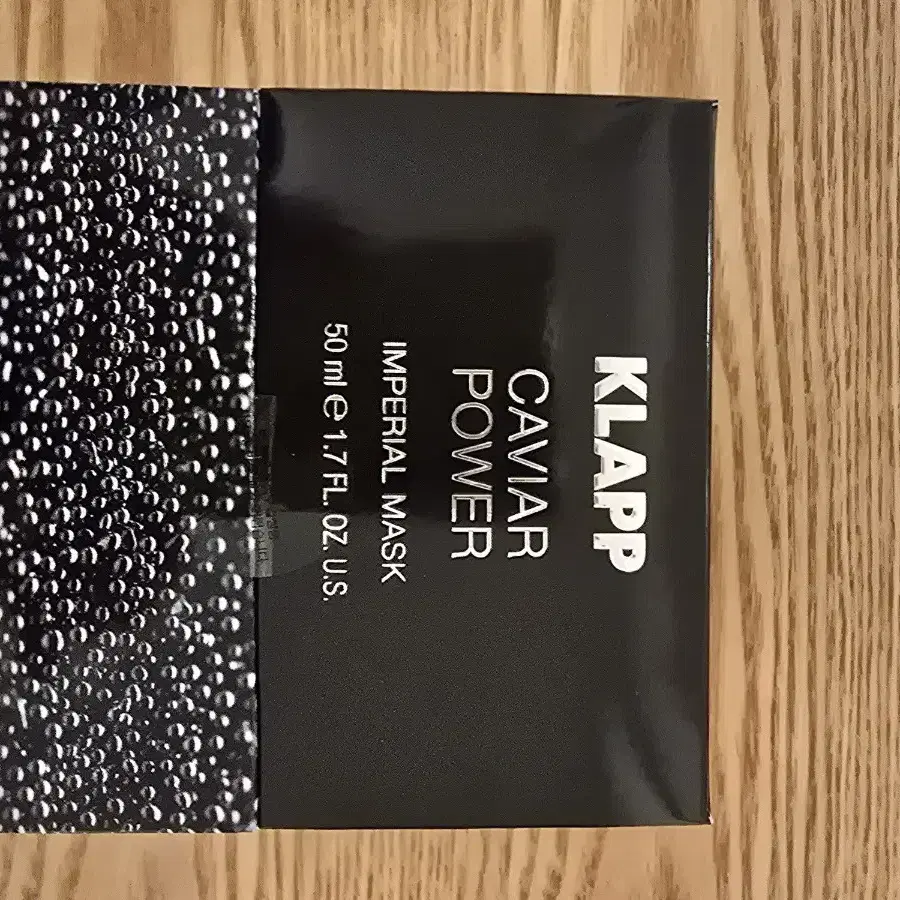 KLAPP
CAVIAR
POWER
IMPERIAL MASK
50 ml ℮ 1.7 FL. OZ. U.S.